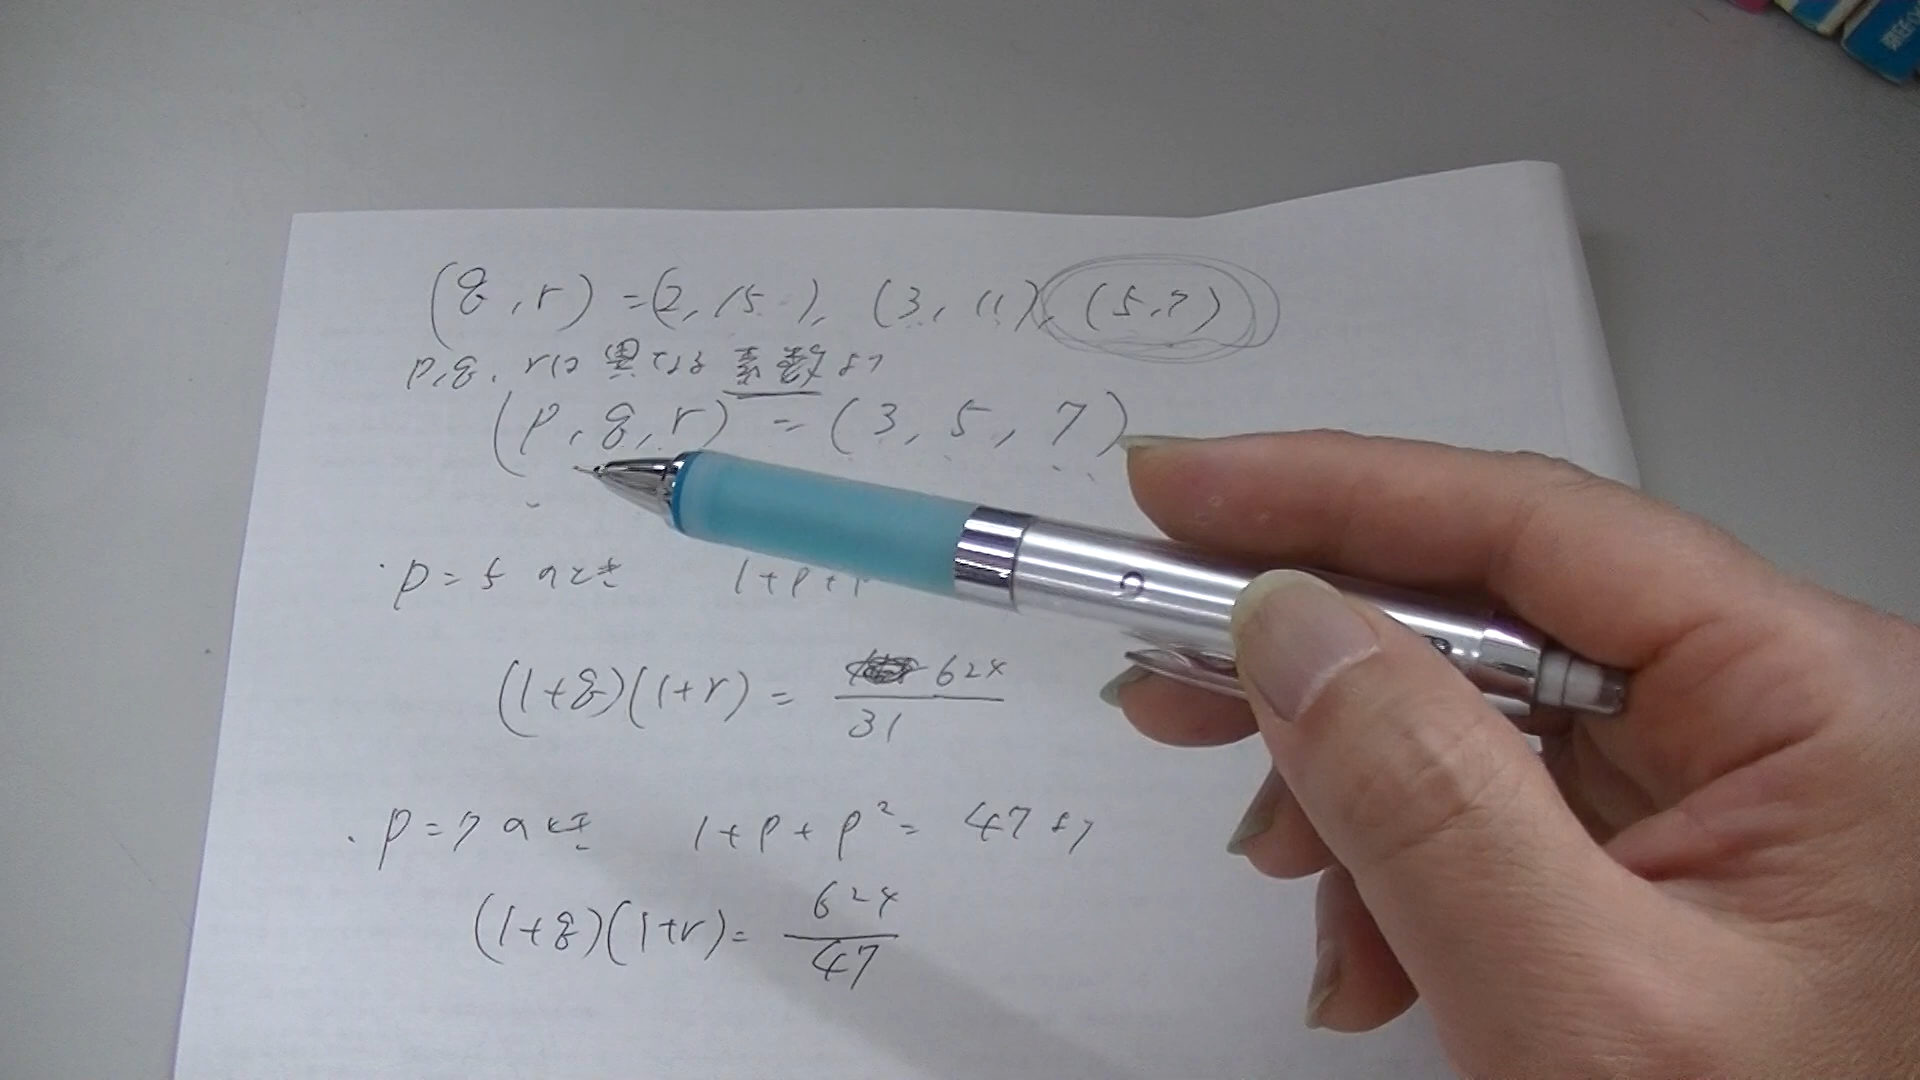 (q, r) = (2, 15), (3, 11), (5, 7)
p, q, rは異なる素数より
(p, q, r) = (3, 5, 7)
・p = 5 のとき 1 + p + p
(1+q)(1+r) = 624/31
・p = 7 のとき 1 + p + p² = 47 より
(1+q)(1+r) = 624/47